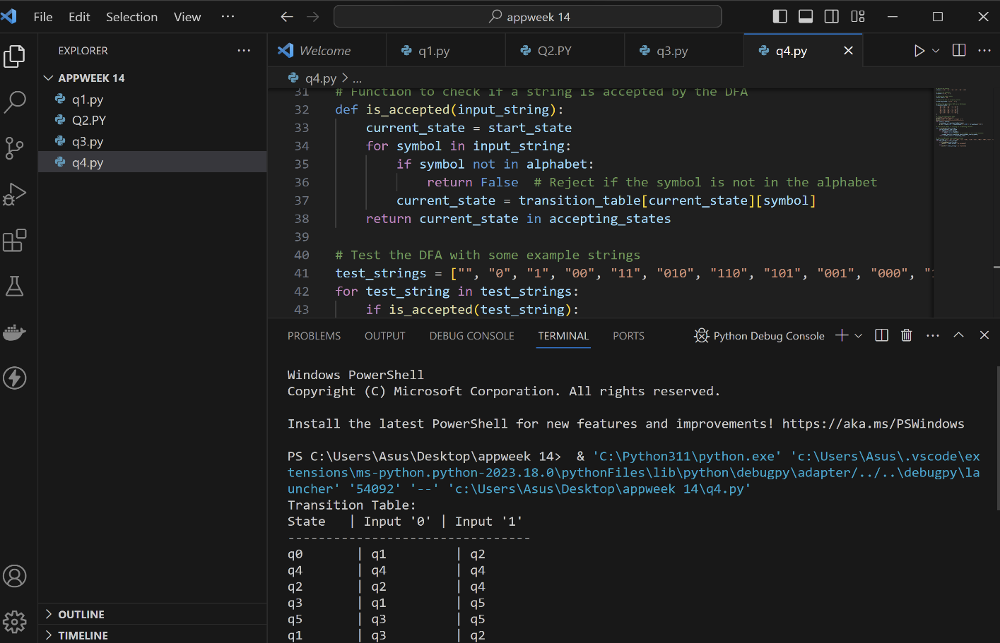 File Edit Selection View ... appweek 14
EXPLORER
APPWEEK 14
q1.py
Q2.PY
q3.py
q4.py
OUTLINE
TIMELINE
Welcome q1.py Q2.PY q3.py q4.py
q4.py > ...
31 # Function to check if a string is accepted by the DFA
32 def is_accepted(input_string):
33 current_state = start_state
34 for symbol in input_string:
35 if symbol not in alphabet:
36 return False # Reject if the symbol is not in the alphabet
37 current_state = transition_table[current_state][symbol]
38 return current_state in accepting_states
39
40 # Test the DFA with some example strings
41 test_strings = ["", "0", "1", "00", "11", "010", "110", "101", "001", "000", "
42 for test_string in test_strings:
43 if is_accepted(test_string):
PROBLEMS OUTPUT DEBUG CONSOLE TERMINAL PORTS Python Debug Console
Windows PowerShell
Copyright (C) Microsoft Corporation. All rights reserved.
Install the latest PowerShell for new features and improvements! https://aka.ms/PSWindows
PS C:\Users\Asus\Desktop\appweek 14> & 'C:\Python311\python.exe' 'c:\Users\Asus\.vscode\ex
tensions\ms-python.python-2023.18.0\pythonFiles\lib\python\debugpy\adapter/../..\debugpy\la
uncher' '54092' '--' 'c:\Users\Asus\Desktop\appweek 14\q4.py'
Transition Table:
State | Input '0' | Input '1'
--------------------------------
q0 | q1 | q2
q4 | q4 | q4
q2 | q2 | q4
q3 | q1 | q5
q5 | q3 | q5
q1 | q3 | q2